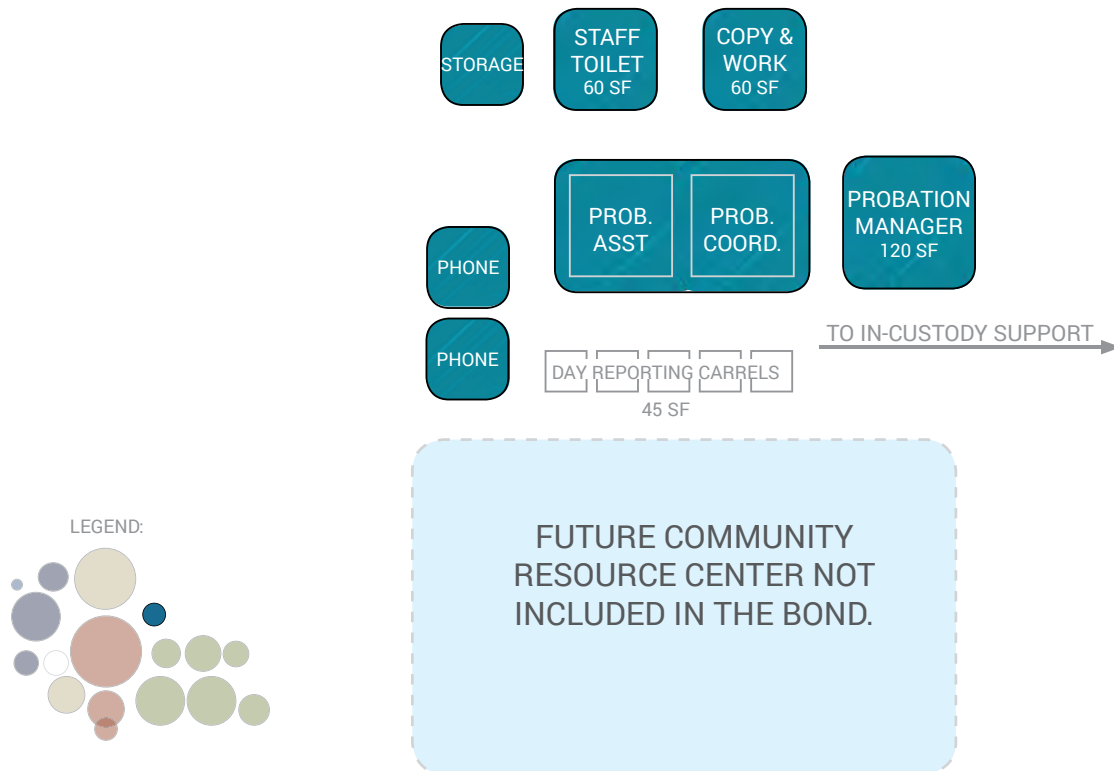 STORAGE
STAFF
TOILET
60 SF
COPY &
WORK
60 SF
PROB.
ASST
PROB.
COORD.
PROBATION
MANAGER
120 SF
PHONE
PHONE
TO IN-CUSTODY SUPPORT
DAY REPORTING CARRELS
45 SF
FUTURE COMMUNITY
RESOURCE CENTER NOT
INCLUDED IN THE BOND.
LEGEND: